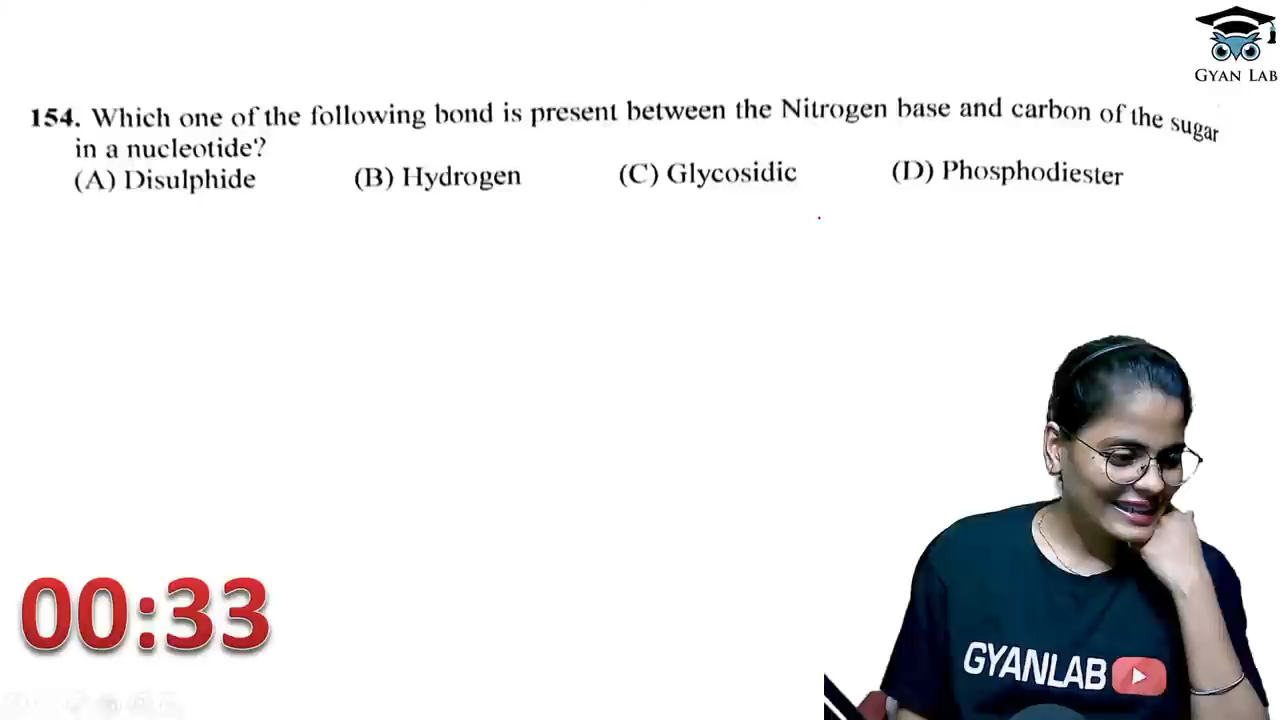 GYAN LAB
154. Which one of the following bond is present between the Nitrogen base and carbon of the sugar
in a nucleotide?
(A) Disulphide (B) Hydrogen (C) Glycosidic (D) Phosphodiester
00:33
GYANLAB